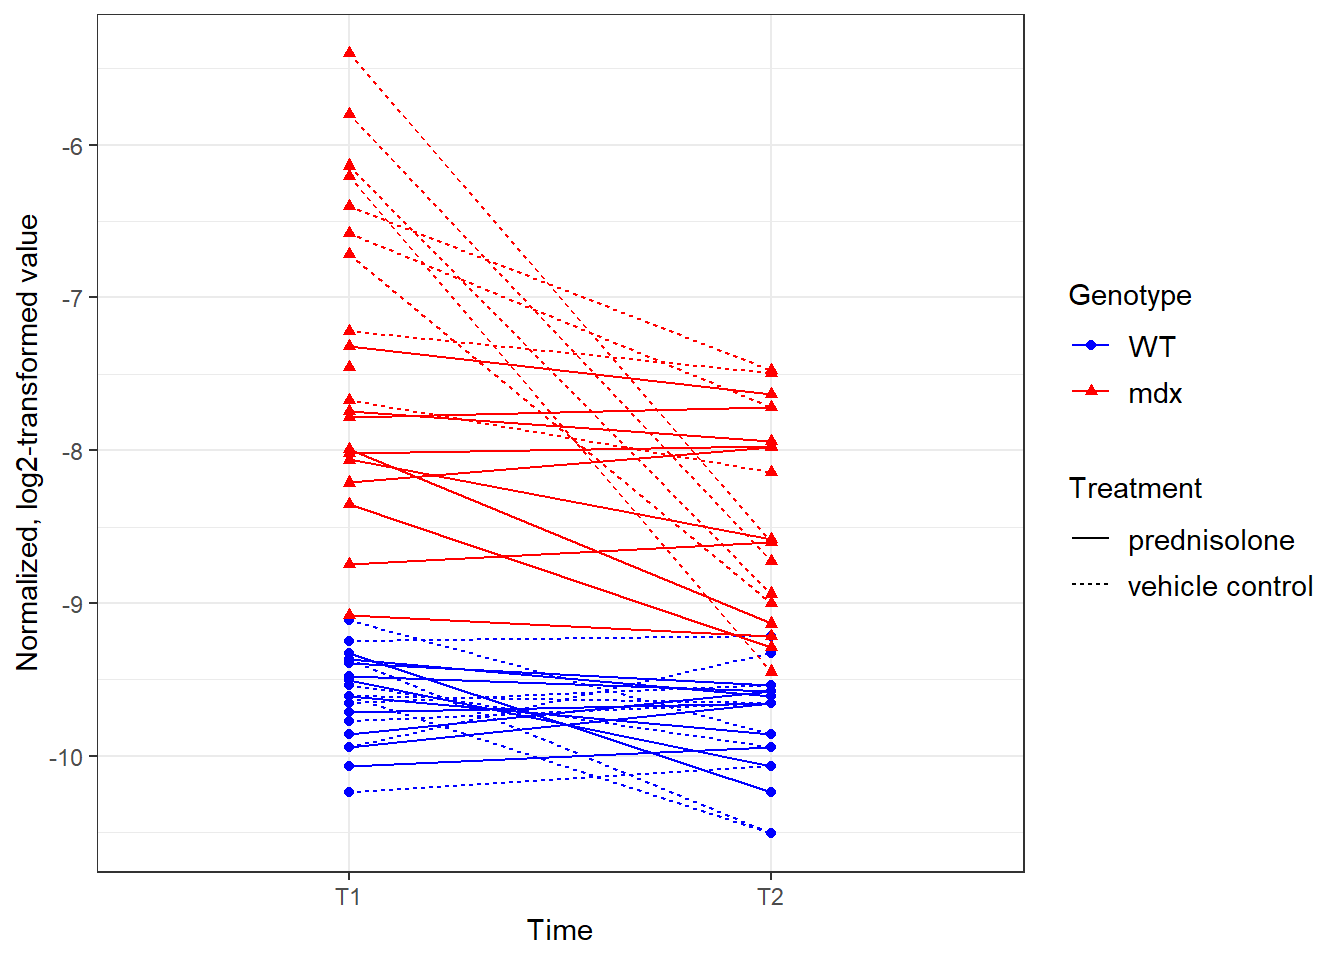 Normalized, log2-transformed value
-6
-7
-8
-9
-10
T1
T2
Time
Genotype
WT
mdx
Treatment
prednisolone
vehicle control